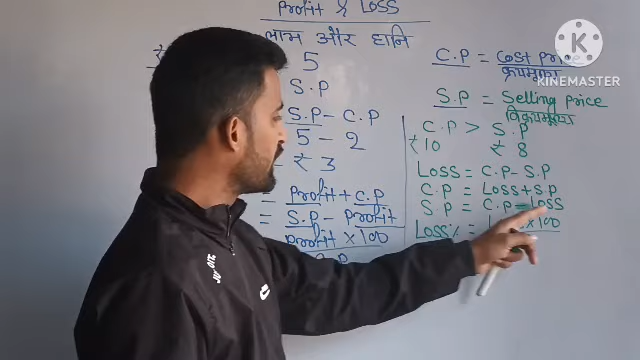 Profit & Loss
लाभ और हानि
= 5
S.P
S.P - C.P
5 - 2
= ₹ 3
= Profit + C.P
= S.P - Profit
Profit × 100
C.P = Cost Price
क्रयमूल्य
S.P = Selling Price
विक्रयमूल्य
C.P > S.P
₹ 10 ₹ 8
Loss = C.P - S.P
C.P = Loss + S.P
S.P = C.P - Loss
Loss % = × 100
KINEMASTER